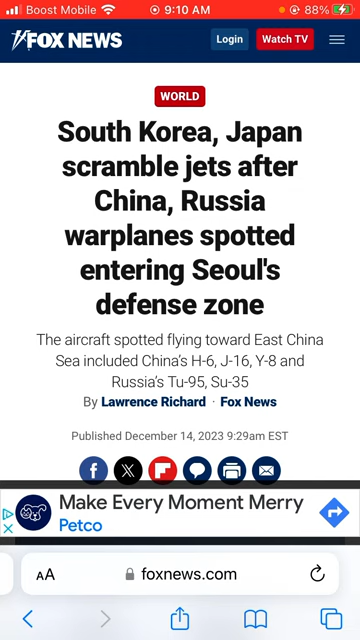 Boost Mobile 9:10 AM 88%
FOX NEWS Login Watch TV
WORLD
South Korea, Japan
scramble jets after
China, Russia
warplanes spotted
entering Seoul's
defense zone
The aircraft spotted flying toward East China
Sea included China's H-6, J-16, Y-8 and
Russia's Tu-95, Su-35
By Lawrence Richard · Fox News
Published December 14, 2023 9:29am EST
Make Every Moment Merry
Petco
AA foxnews.com